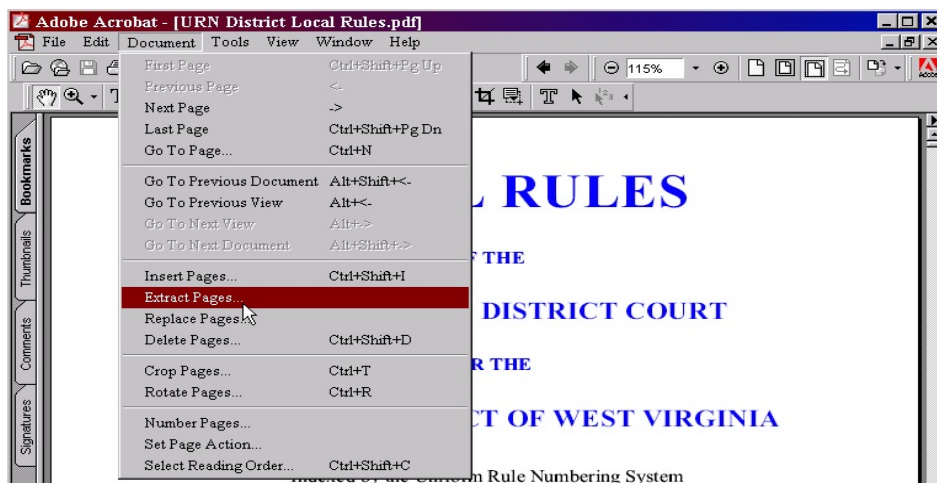 Adobe Acrobat - [URN District Local Rules.pdf]
File Edit Document Tools View Window Help
115%
Adobe
First Page Ctrl+Shift+Pg Up
Previous Page <-
Next Page ->
Last Page Ctrl+Shift+Pg Dn
Go To Page... Ctrl+N
Go To Previous Document Alt+Shift+<-
Go To Previous View Alt+<-
Go To Next View Alt+->
Go To Next Document Alt+Shift+->
Insert Pages... Ctrl+Shift+I
Extract Pages...
Replace Pages...
Delete Pages... Ctrl+Shift+D
Crop Pages... Ctrl+T
Rotate Pages... Ctrl+R
Number Pages...
Set Page Action...
Select Reading Order... Ctrl+Shift+C
Bookmarks
Thumbnails
Comments
Signatures
L RULES
F THE
DISTRICT COURT
R THE
CT OF WEST VIRGINIA
Indexed by the Uniform Rule Numbering System